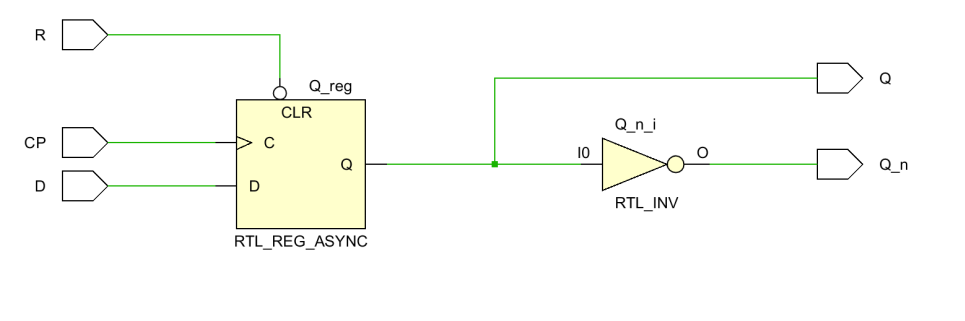 R
Q_reg
CLR
Q
CP
C
Q_n_i
D
D
Q
I0
O
Q_n
RTL_INV
RTL_REG_ASYNC